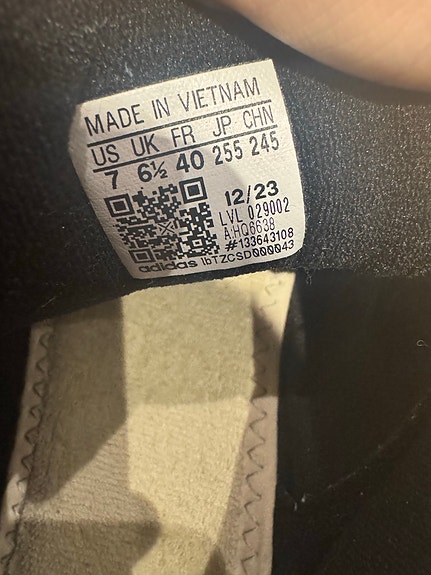 MADE IN VIETNAM
US UK FR JP CHN
7 6½ 40 255 245
12/23
LVL 029002
A:HQ6638
#133643108
adidas IbTZCSD000043